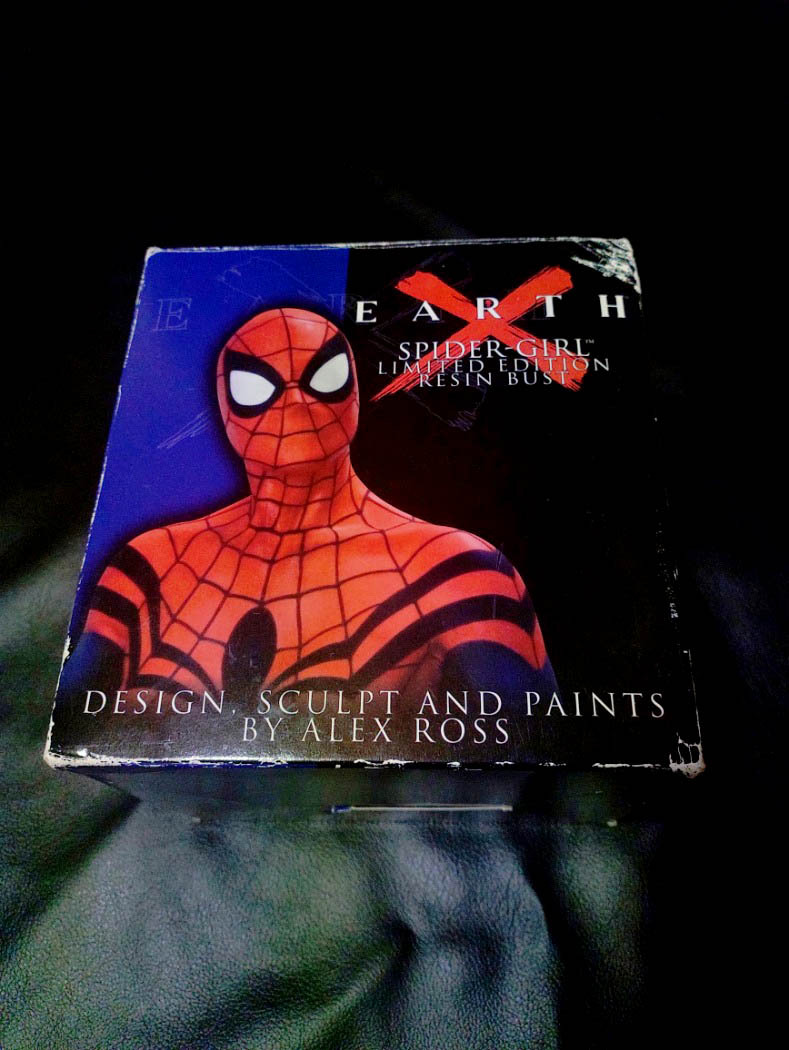 E
EARTH
SPIDER-GIRL™
LIMITED EDITION
RESIN BUST
DESIGN, SCULPT AND PAINTS
BY ALEX ROSS